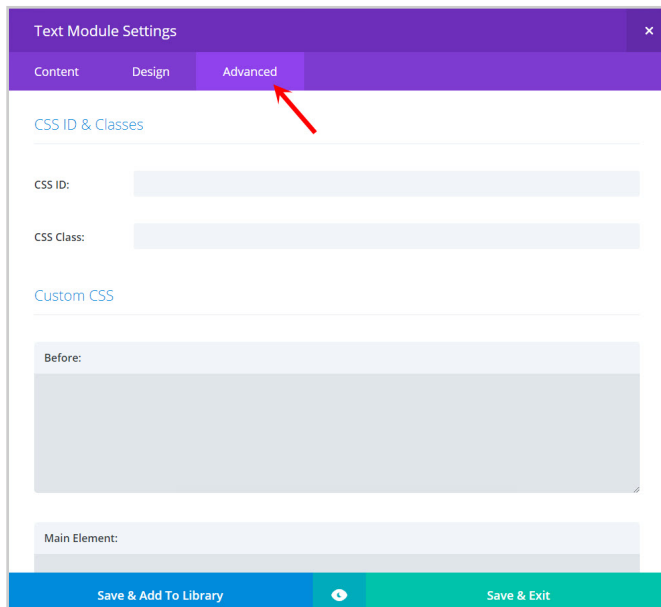 Text Module Settings ×
Content Design Advanced
CSS ID & Classes
CSS ID:
CSS Class:
Custom CSS
Before:
Main Element:
Save & Add To Library Save & Exit